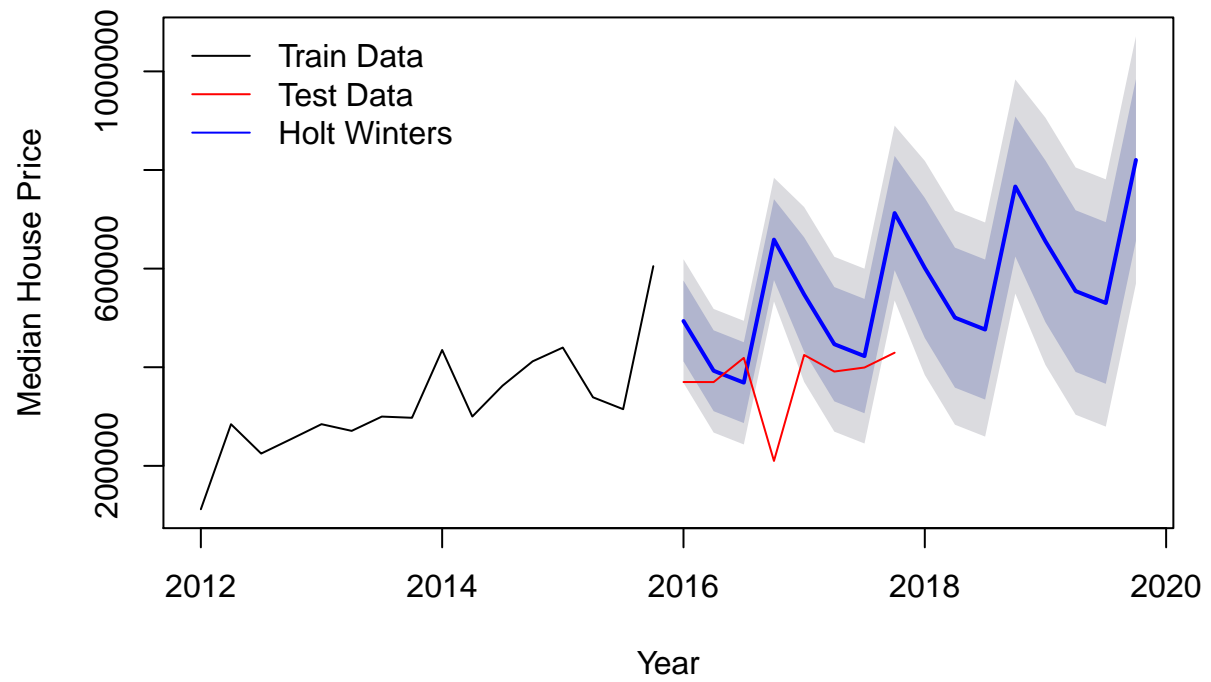 Train Data
Test Data
Holt Winters
Median House Price
1000000
600000
200000
2012 2014 2016 2018 2020
Year